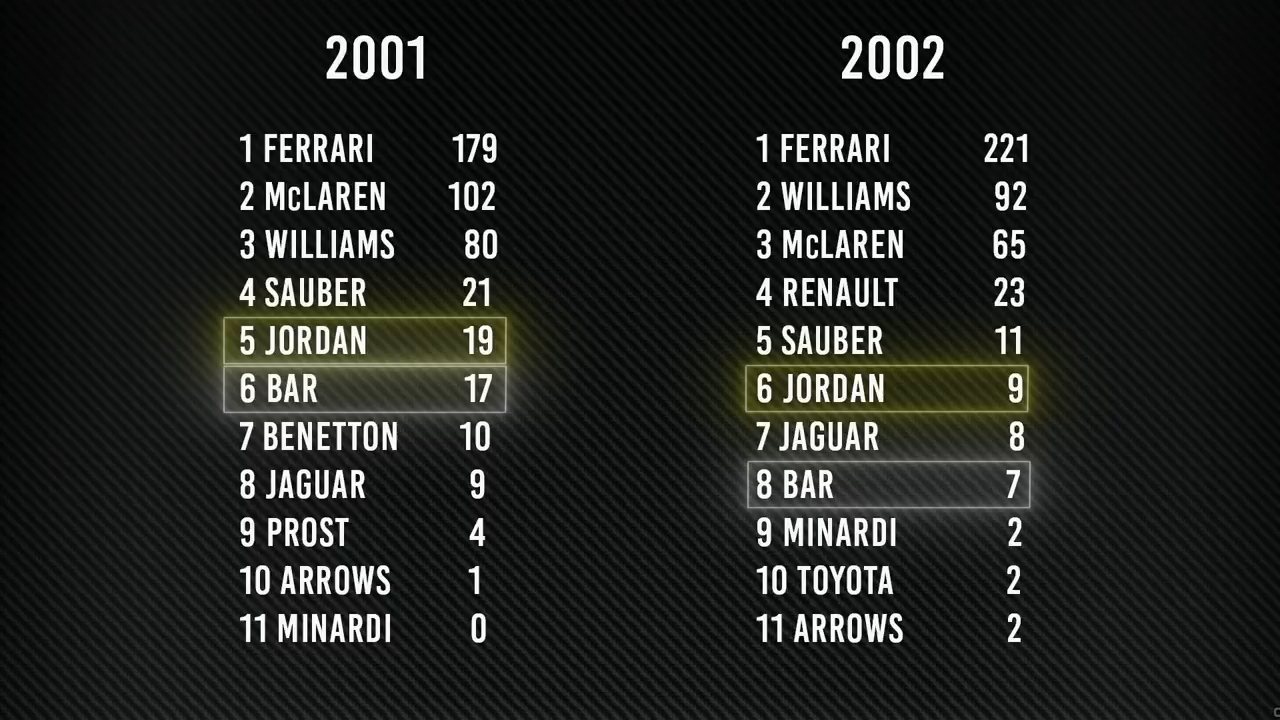 2001
1 FERRARI 179
2 McLAREN 102
3 WILLIAMS 80
4 SAUBER 21
5 JORDAN 19
6 BAR 17
7 BENETTON 10
8 JAGUAR 9
9 PROST 4
10 ARROWS 1
11 MINARDI 0
2002
1 FERRARI 221
2 WILLIAMS 92
3 McLAREN 65
4 RENAULT 23
5 SAUBER 11
6 JORDAN 9
7 JAGUAR 8
8 BAR 7
9 MINARDI 2
10 TOYOTA 2
11 ARROWS 2